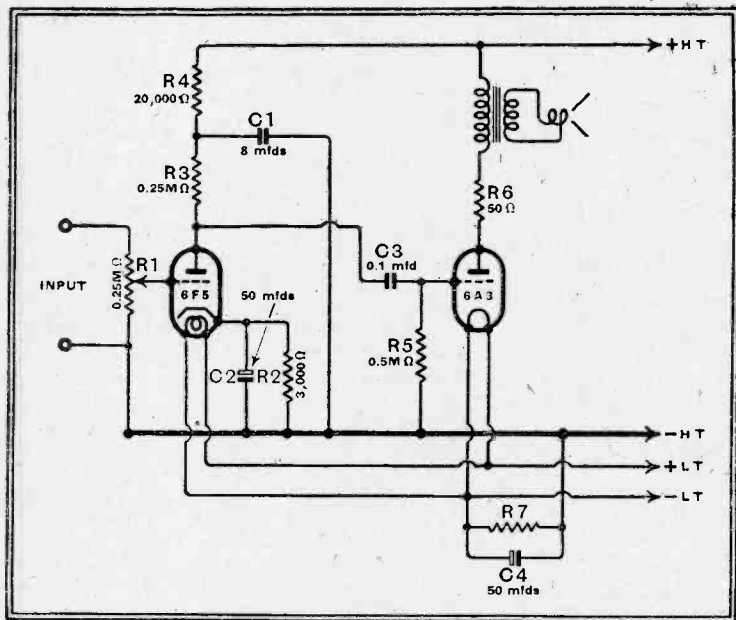 +HT
R4
20,000Ω
C1
8 mfds
R3
0.25MΩ
R6
50Ω
C3
0.1 mfd
INPUT
R1
0.25MΩ
6F5
50 mfds
6A3
C2
R2
3,000Ω
R5
0.5MΩ
-HT
+LT
-LT
R7
C4
50 mfds